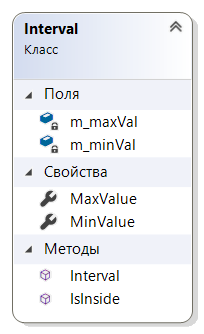 Interval
Класс
Поля
m_maxVal
m_minVal
Свойства
MaxValue
MinValue
Методы
Interval
IsInside